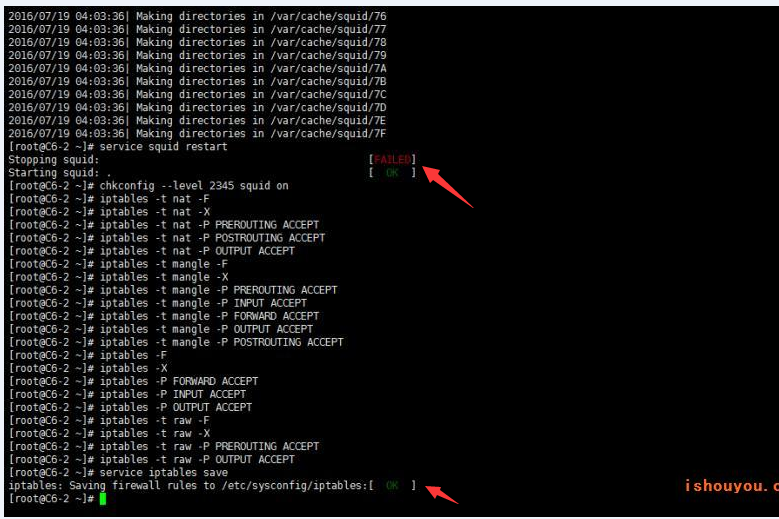 2016/07/19 04:03:36| Making directories in /var/cache/squid/76
2016/07/19 04:03:36| Making directories in /var/cache/squid/77
2016/07/19 04:03:36| Making directories in /var/cache/squid/78
2016/07/19 04:03:36| Making directories in /var/cache/squid/79
2016/07/19 04:03:36| Making directories in /var/cache/squid/7A
2016/07/19 04:03:36| Making directories in /var/cache/squid/7B
2016/07/19 04:03:36| Making directories in /var/cache/squid/7C
2016/07/19 04:03:36| Making directories in /var/cache/squid/7D
2016/07/19 04:03:36| Making directories in /var/cache/squid/7E
2016/07/19 04:03:36| Making directories in /var/cache/squid/7F
[root@C6-2 ~]# service squid restart
Stopping squid: [FAILED]
Starting squid: . [ OK ]
[root@C6-2 ~]# chkconfig --level 2345 squid on
[root@C6-2 ~]# iptables -t nat -F
[root@C6-2 ~]# iptables -t nat -X
[root@C6-2 ~]# iptables -t nat -P PREROUTING ACCEPT
[root@C6-2 ~]# iptables -t nat -P POSTROUTING ACCEPT
[root@C6-2 ~]# iptables -t nat -P OUTPUT ACCEPT
[root@C6-2 ~]# iptables -t mangle -F
[root@C6-2 ~]# iptables -t mangle -X
[root@C6-2 ~]# iptables -t mangle -P PREROUTING ACCEPT
[root@C6-2 ~]# iptables -t mangle -P INPUT ACCEPT
[root@C6-2 ~]# iptables -t mangle -P FORWARD ACCEPT
[root@C6-2 ~]# iptables -t mangle -P OUTPUT ACCEPT
[root@C6-2 ~]# iptables -t mangle -P POSTROUTING ACCEPT
[root@C6-2 ~]# iptables -F
[root@C6-2 ~]# iptables -X
[root@C6-2 ~]# iptables -P FORWARD ACCEPT
[root@C6-2 ~]# iptables -P INPUT ACCEPT
[root@C6-2 ~]# iptables -P OUTPUT ACCEPT
[root@C6-2 ~]# iptables -t raw -F
[root@C6-2 ~]# iptables -t raw -X
[root@C6-2 ~]# iptables -t raw -P PREROUTING ACCEPT
[root@C6-2 ~]# iptables -t raw -P OUTPUT ACCEPT
[root@C6-2 ~]# service iptables save
iptables: Saving firewall rules to /etc/sysconfig/iptables:[ OK ]
[root@C6-2 ~]#
ishouyou.c